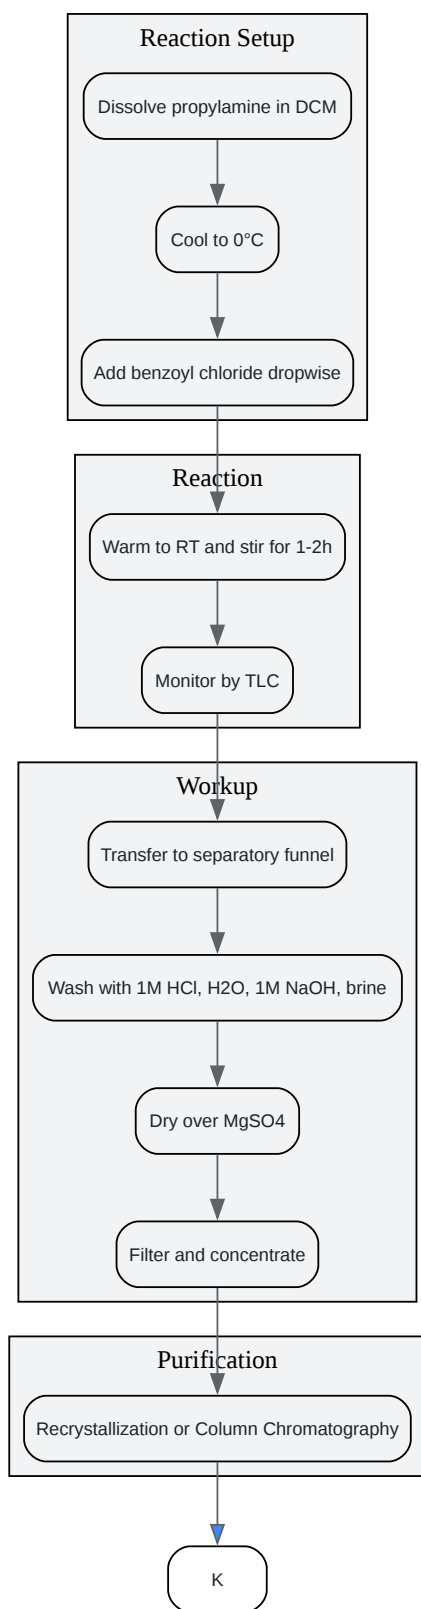 Reaction Setup
Dissolve propylamine in DCM
Cool to 0°C
Add benzoyl chloride dropwise
Reaction
Warm to RT and stir for 1-2h
Monitor by TLC
Workup
Transfer to separatory funnel
Wash with 1M HCl, H2O, 1M NaOH, brine
Dry over MgSO4
Filter and concentrate
Purification
Recrystallization or Column Chromatography
K